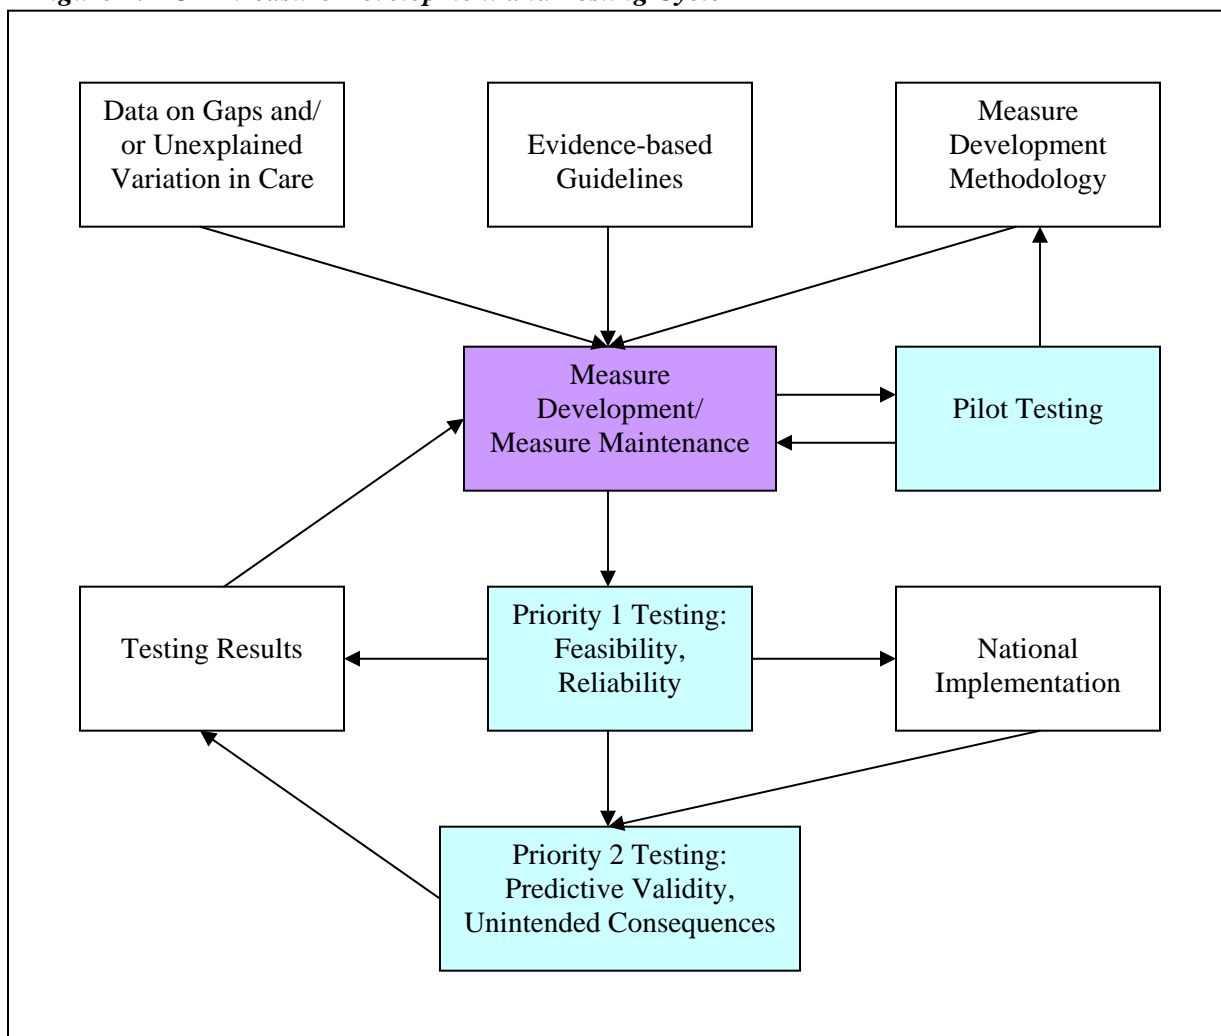 Data on Gaps and/
or Unexplained
Variation in Care
Evidence-based
Guidelines
Measure
Development
Methodology
Measure
Development/
Measure Maintenance
Pilot Testing
Testing Results
Priority 1 Testing:
Feasibility,
Reliability
National
Implementation
Priority 2 Testing:
Predictive Validity,
Unintended Consequences